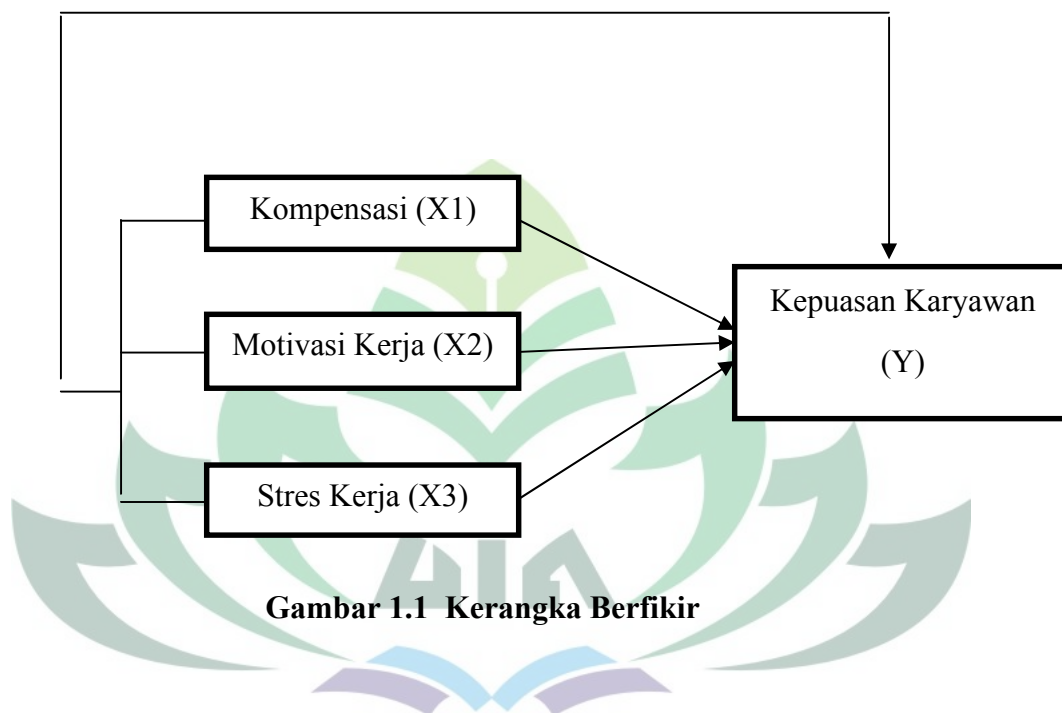 Kompensasi (X1)
Motivasi Kerja (X2)
Stres Kerja (X3)
Kepuasan Karyawan
(Y)
Gambar 1.1 Kerangka Berfikir